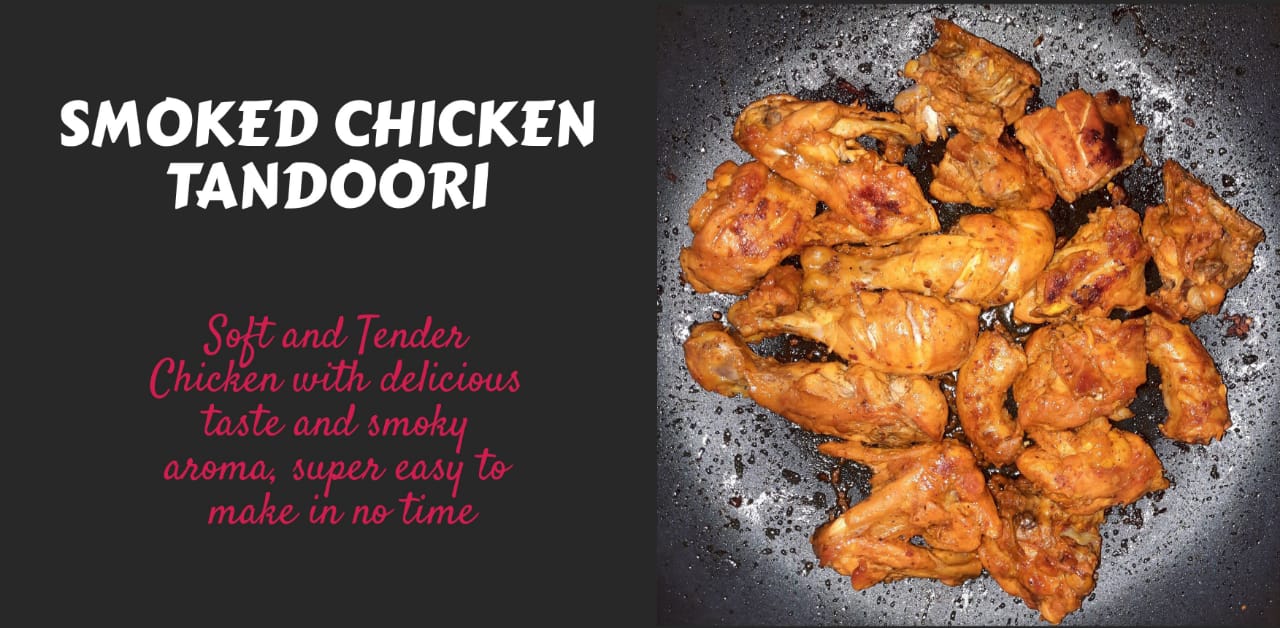 SMOKED CHICKEN
TANDOORI
Soft and Tender
Chicken with delicious
taste and smoky
aroma, super easy to
make in no time